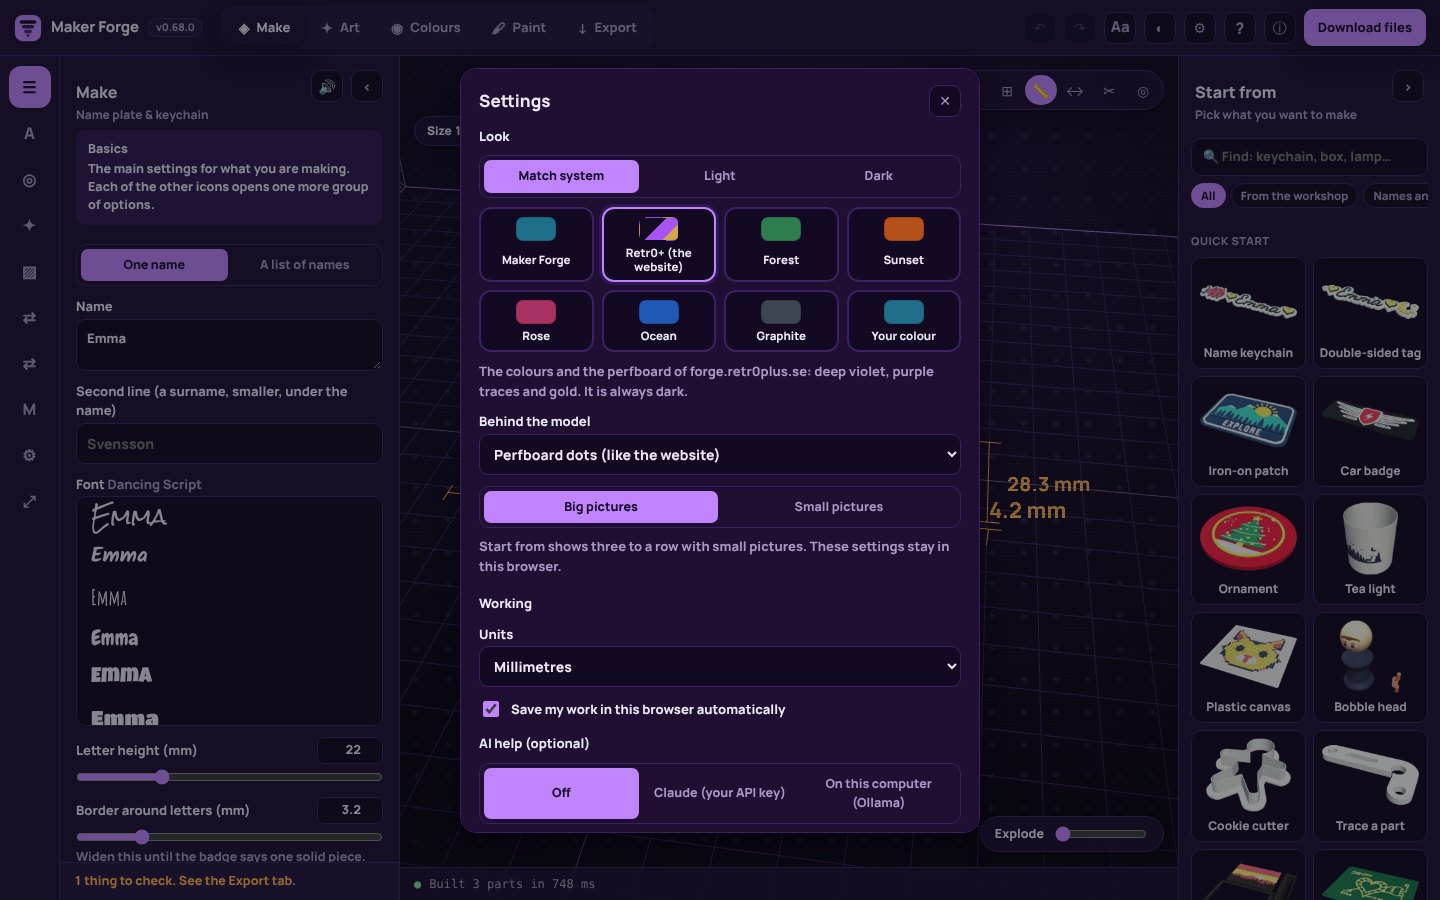 Maker Forge v0.68.0
Make
Art
Colours
Paint
Export
Aa
?
Download files
Make
Name plate & keychain
Basics
The main settings for what you are making.
Each of the other icons opens one more group
of options.
One name
A list of names
Name
Emma
Second line (a surname, smaller, under the
name)
Svensson
Font Dancing Script
Emma
Emma
Emma
Emma
Emma
Emma
Letter height (mm)
22
Border around letters (mm)
3.2
Widen this until the badge says one solid piece.
1 thing to check. See the Export tab.
A
M
Size 1
Settings
Look
Match system
Light
Dark
Maker Forge
Retr0+ (the
website)
Forest
Sunset
Rose
Ocean
Graphite
Your colour
The colours and the perfboard of forge.retr0plus.se: deep violet, purple
traces and gold. It is always dark.
Behind the model
Perfboard dots (like the website)
Big pictures
Small pictures
Start from shows three to a row with small pictures. These settings stay in
this browser.
Working
Units
Millimetres
Save my work in this browser automatically
AI help (optional)
Off
Claude (your API key)
On this computer
(Ollama)
28.3 mm
4.2 mm
Explode
Built 3 parts in 748 ms
Start from
Pick what you want to make
Find: keychain, box, lamp…
All
From the workshop
Names an
QUICK START
Name keychain
Double-sided tag
EXPLORE
Iron-on patch
Car badge
Ornament
Tea light
Plastic canvas
Bobble head
Cookie cutter
Trace a part